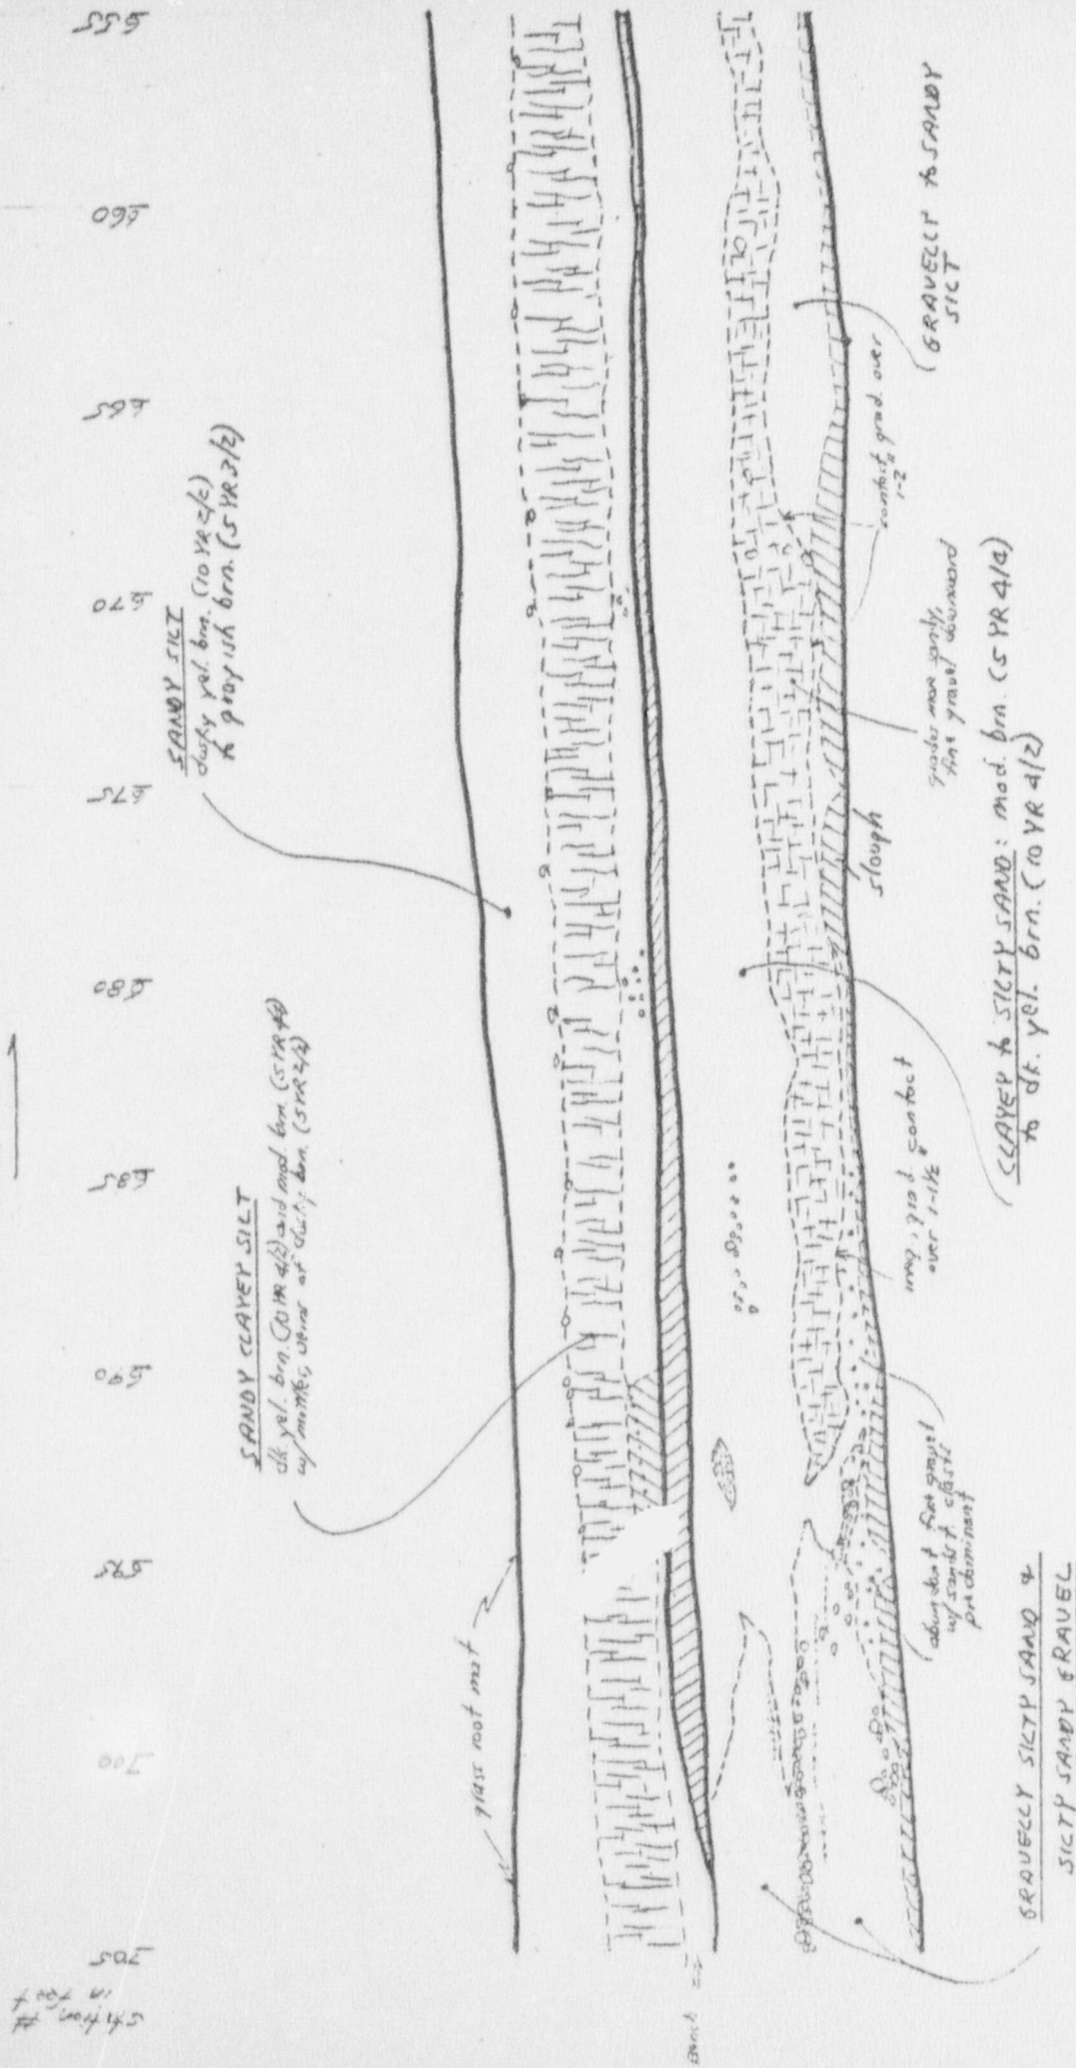 station #
in feet
705
700
695
690
685
680
675
670
665
660
655
SANDY SILT
dusky yel. brn. (10 YR 2/2)
to grayish brn. (5 YR 3/2)
SANDY CLAYEY SILT
dk. yel. brn. (10 YR 4/2) and mod. brn. (5 YR 4/4)
w/ mottles, veins of dusky brn. (5 YR 2/2)
grass root mat
Bench
GRAVELLY to SANDY
SILT
contact grad. over
1-2"
grades more sandy,
fine gravel downward
slough
CLAYEY to SILTY SAND: mod. brn. (5 YR 4/4)
to dk. yel. brn. (10 YR 4/2)
irreg., grad. contact
over 1-1½"
abundant fine gravel
w/ sandst. clasts
predominant
GRAVELLY SILTY SAND &
SILTY SANDY GRAVEL